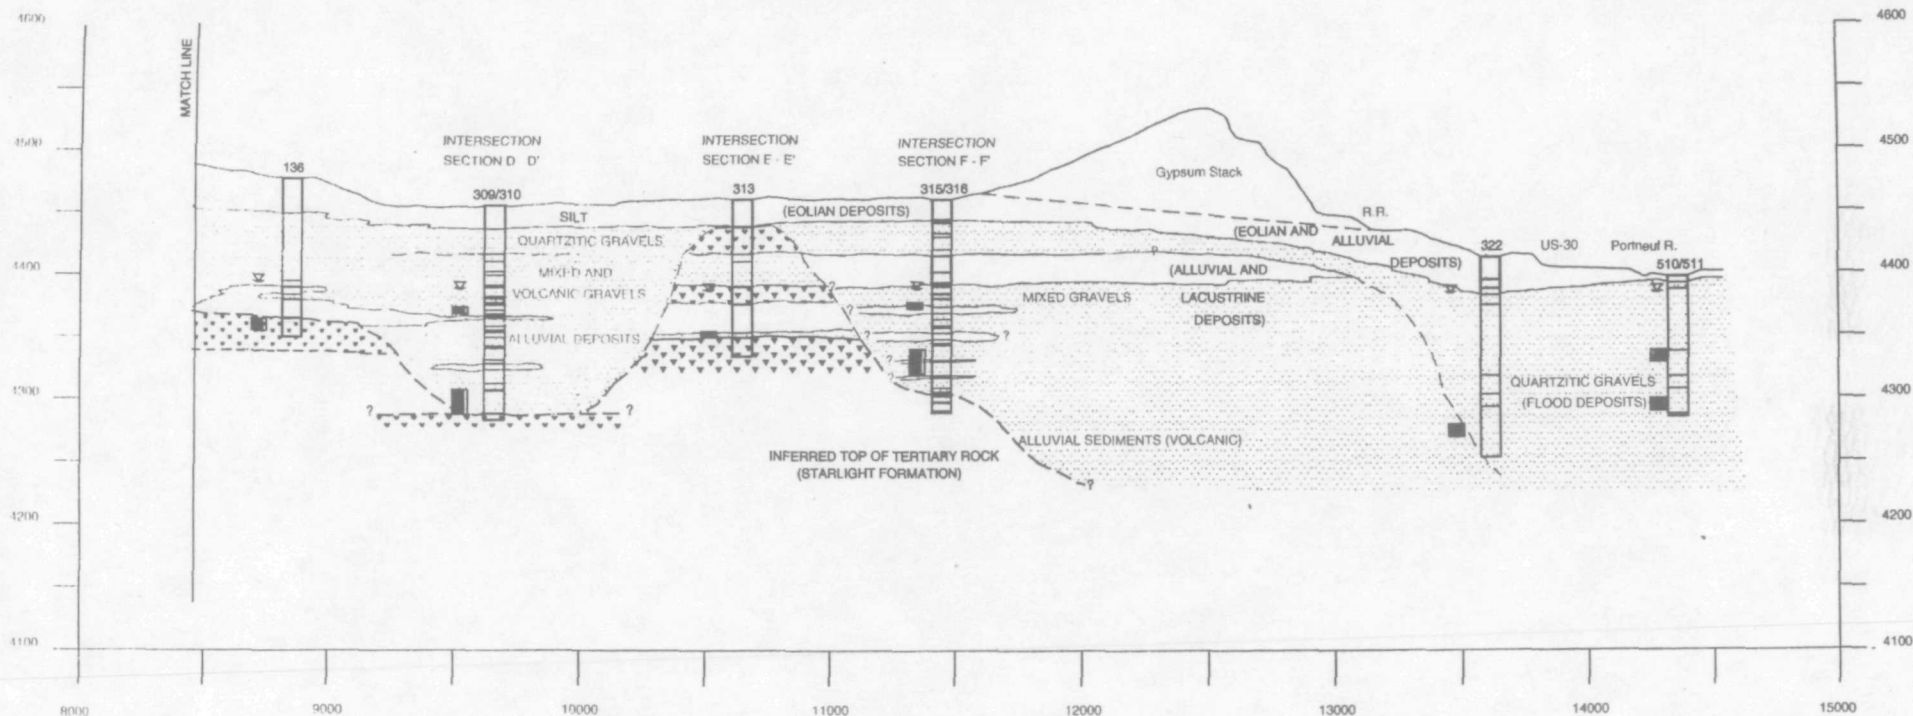 4600
4600
MATCH LINE
4500
4500
INTERSECTION
SECTION D D'
INTERSECTION
SECTION E - E'
INTERSECTION
SECTION F - F'
136
309/310
313
315/316
Gypsum Stack
SILT
(EOLIAN DEPOSITS)
R.R.
QUARTZITIC GRAVELS
(EOLIAN AND
ALLUVIAL
DEPOSITS)
322
US-30
Portneuf R.
510/511
?
4400
4400
MIXED AND
VOLCANIC GRAVELS
(ALLUVIAL AND
LACUSTRINE
DEPOSITS)
MIXED GRAVELS
?
?
?
?
ALLUVIAL DEPOSITS
?
?
4300
4300
QUARTZITIC GRAVELS
(FLOOD DEPOSITS)
?
?
ALLUVIAL SEDIMENTS (VOLCANIC)
INFERRED TOP OF TERTIARY ROCK
(STARLIGHT FORMATION)
?
4200
4200
4100
4100
8000
9000
10000
11000
12000
13000
14000
15000